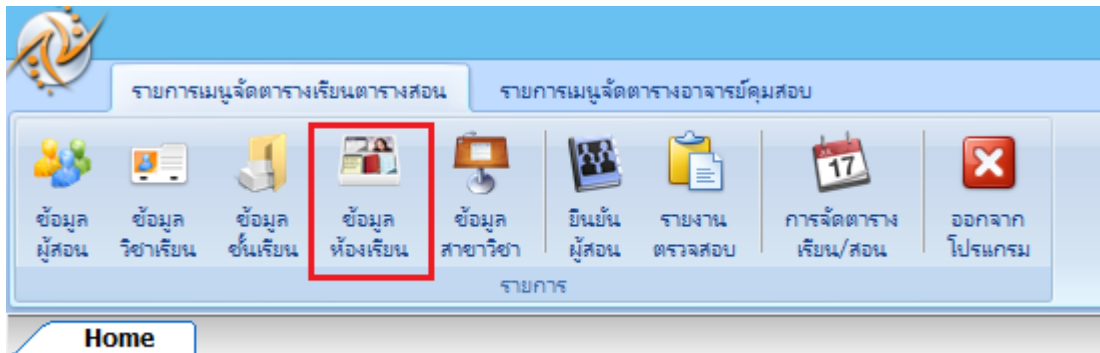 รายการเมนูจัดตารางเรียนตารางสอน รายการเมนูจัดตารางอาจารย์คุมสอบ
17
ข้อมูล ข้อมูล ข้อมูล ข้อมูล ข้อมูล ยืนยัน รายงาน การจัดตาราง ออกจาก
ผู้สอน วิชาเรียน ชั้นเรียน ห้องเรียน สาขาวิชา ผู้สอน ตรวจสอบ เรียน/สอน โปรแกรม
รายการ
Home